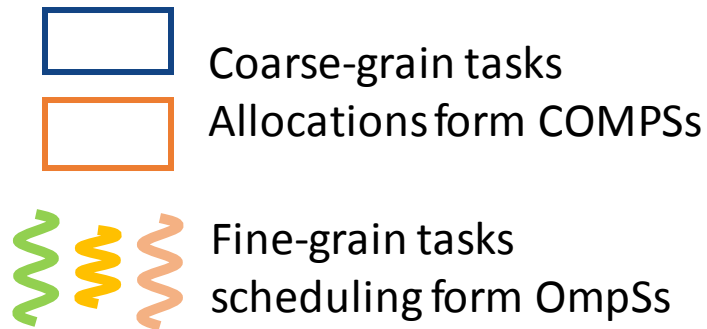 Coarse-grain tasks
Allocations form COMPSs
Fine-grain tasks
scheduling form OmpSs